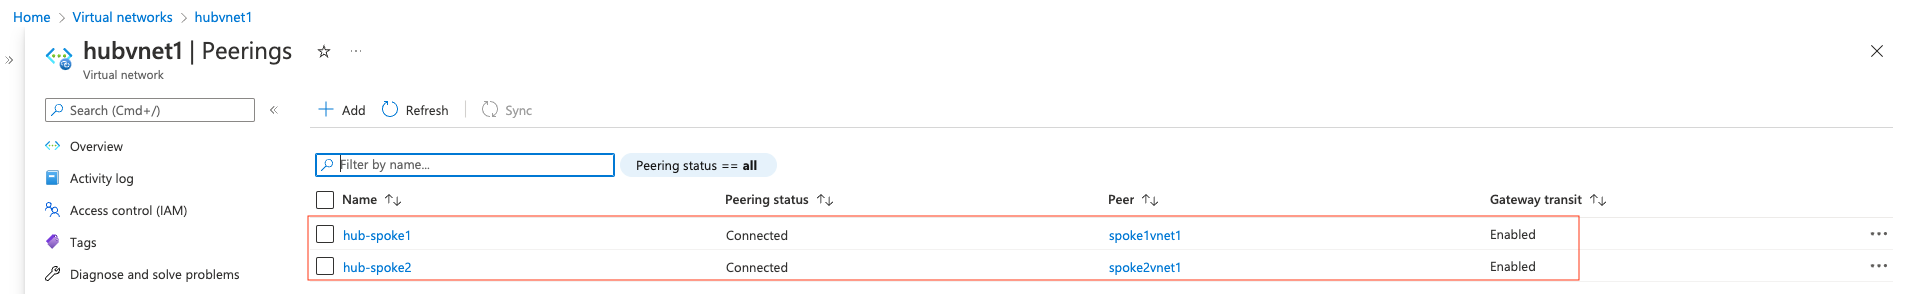 Home > Virtual networks > hubvnet1
hubvnet1 | Peerings
Virtual network
Search (Cmd+/)
Overview
Activity log
Access control (IAM)
Tags
Diagnose and solve problems
Add Refresh Sync
Filter by name... Peering status == all
Name Peering status Peer Gateway transit
hub-spoke1 Connected spoke1vnet1 Enabled
hub-spoke2 Connected spoke2vnet1 Enabled